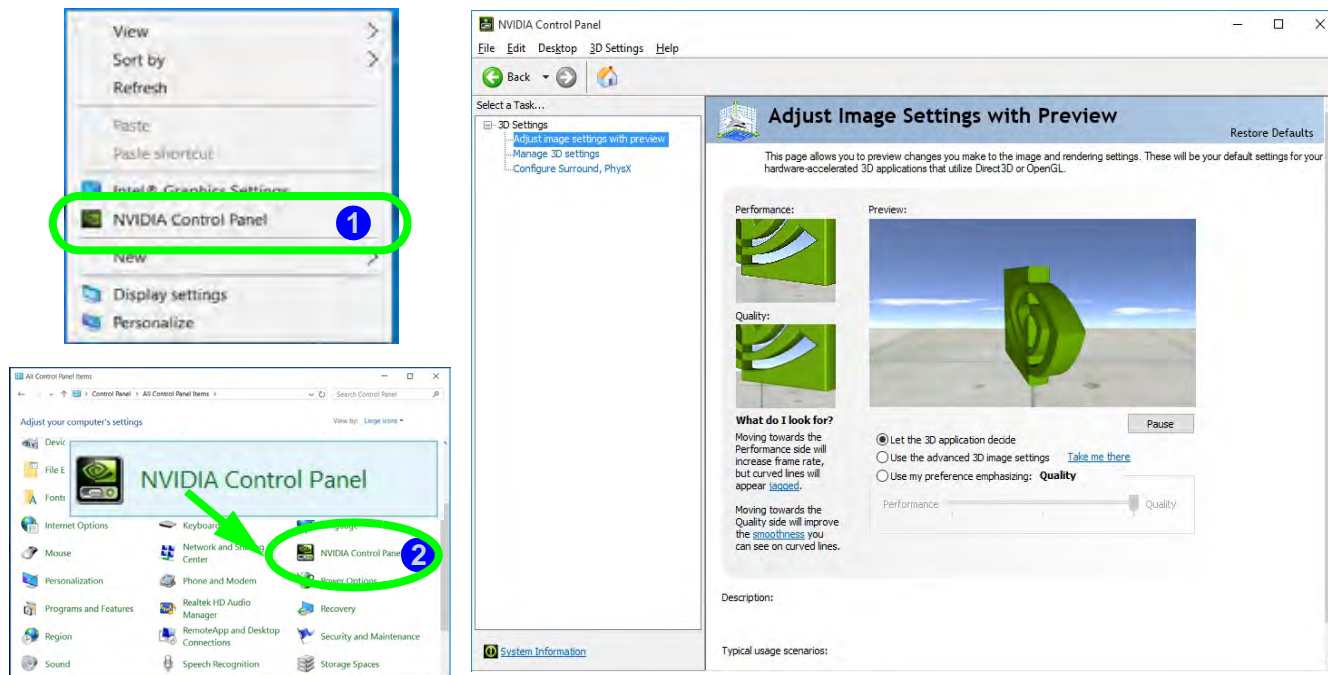 View
Sort by
Refresh
Paste
Paste shortcut
Intel® Graphics Settings
NVIDIA Control Panel
1
New
Display settings
Personalize
All Control Panel Items
Control Panel > All Control Panel Items >
Search Control Panel
Adjust your computer's settings
View by: Large icons
Devic
File E
Fonts
NVIDIA Control Panel
Internet Options
Keyboard
Language
Mouse
Network and Sharing
Center
NVIDIA Control Pane
2
Personalization
Phone and Modem
Power Options
Programs and Features
Realtek HD Audio
Manager
Recovery
Region
RemoteApp and Desktop
Connections
Security and Maintenance
Sound
Speech Recognition
Storage Spaces
NVIDIA Control Panel
File Edit Desktop 3D Settings Help
Back
Select a Task...
3D Settings
Adjust image settings with preview
Manage 3D settings
Configure Surround, PhysX
System Information
Adjust Image Settings with Preview
Restore Defaults
This page allows you to preview changes you make to the image and rendering settings. These will be your default settings for your
hardware-accelerated 3D applications that utilize Direct3D or OpenGL.
Performance:
Preview:
Quality:
What do I look for?
Moving towards the
Performance side will
increase frame rate,
but curved lines will
appear jagged.
Moving towards the
Quality side will improve
the smoothness you
can see on curved lines.
Pause
Let the 3D application decide
Use the advanced 3D image settings Take me there
Use my preference emphasizing: Quality
Performance
Quality
Description:
Typical usage scenarios: